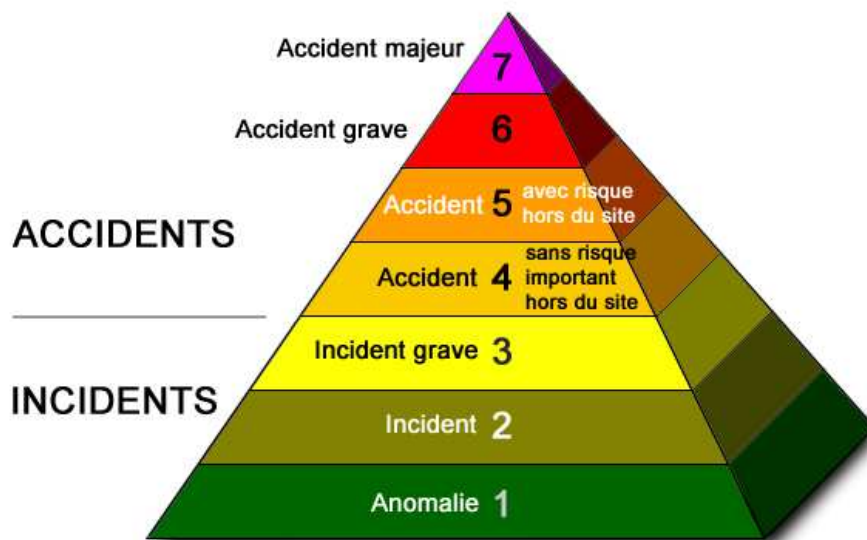 Accident majeur 7
Accident grave 6
Accident 5 avec risque
hors du site
ACCIDENTS
Accident 4 sans risque
important
hors du site
Incident grave 3
INCIDENTS
Incident 2
Anomalie 1